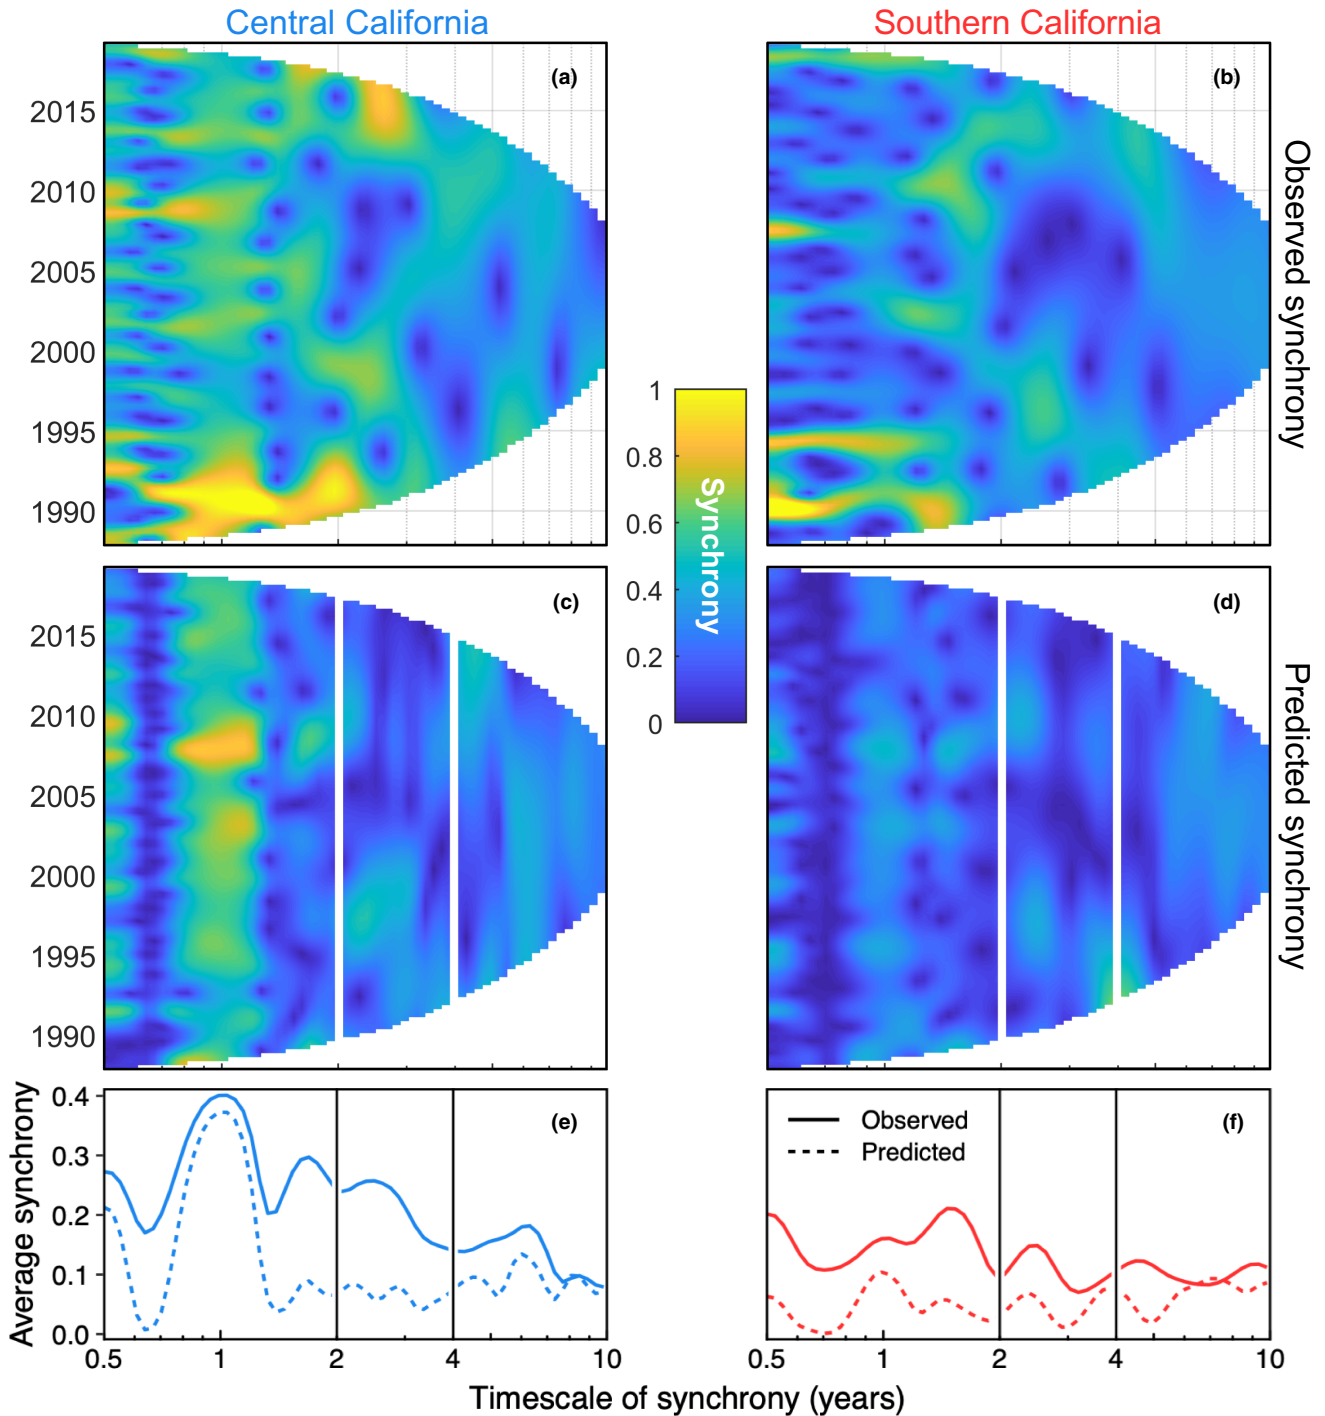 Central California
Southern California
(a)
(b)
2015
2010
2005
2000
1995
1990
Observed synchrony
1
0.8
0.6
0.4
0.2
0
Synchrony
(c)
(d)
2015
2010
2005
2000
1995
1990
Predicted synchrony
Average synchrony
0.4
0.3
0.2
0.1
0.0
(e)
Observed
Predicted
(f)
0.5 1 2 4 10
0.5 1 2 4 10
Timescale of synchrony (years)